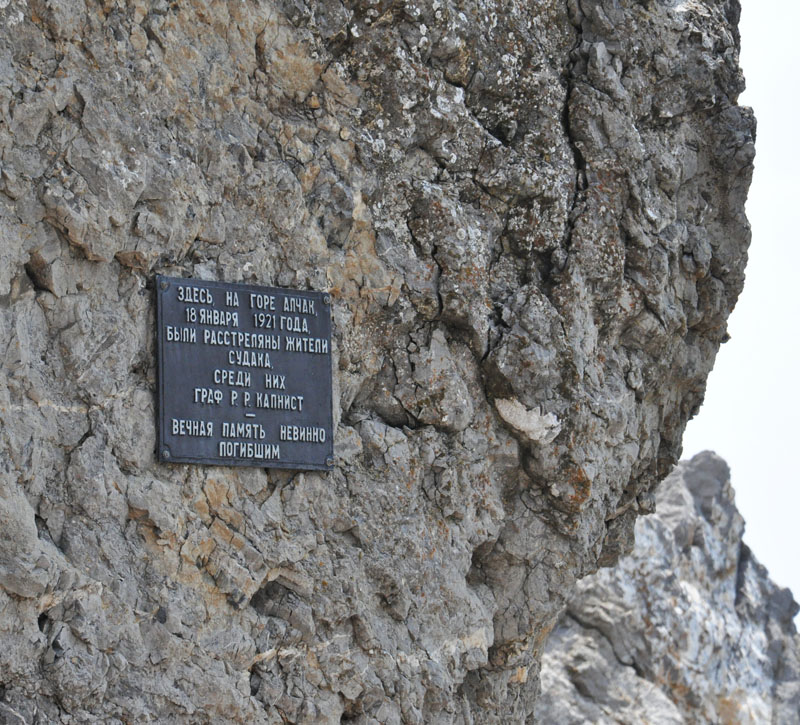 ЗДЕСЬ, НА ГОРЕ АЛЧАК,
18 ЯНВАРЯ 1921 ГОДА,
БЫЛИ РАССТРЕЛЯНЫ ЖИТЕЛИ
СУДАКА,
СРЕДИ НИХ
ГРАФ Р. Р. КАПНИСТ
—
ВЕЧНАЯ ПАМЯТЬ НЕВИННО
ПОГИБШИМ